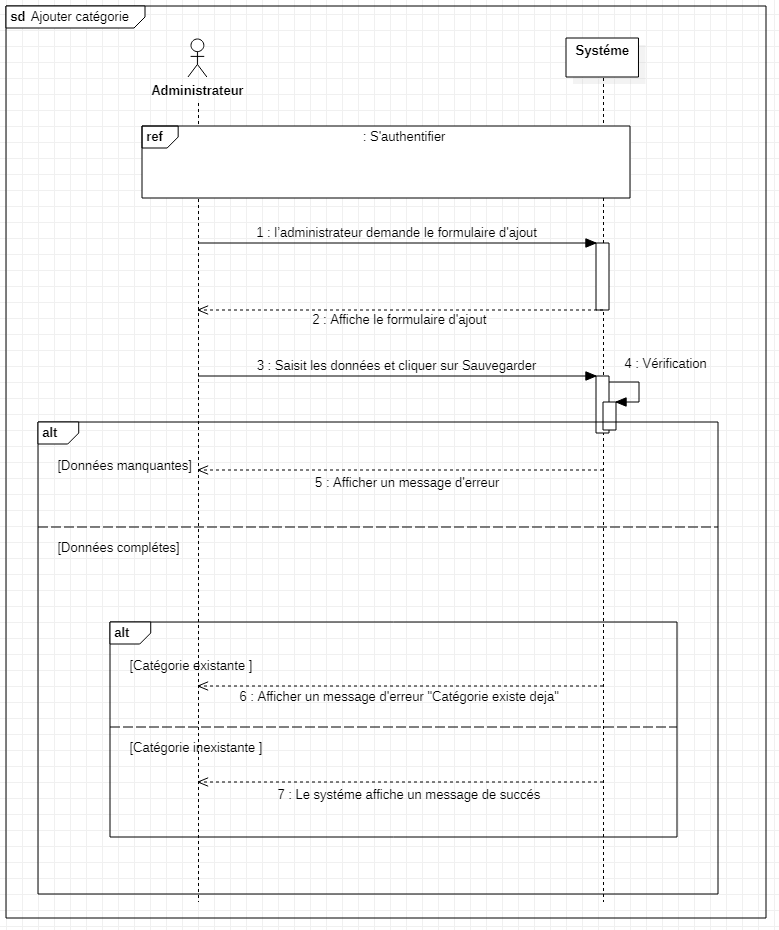 sd Ajouter catégorie
Systéme
Administrateur
ref
: S'authentifier
1 : l'administrateur demande le formulaire d'ajout
2 : Affiche le formulaire d'ajout
3 : Saisit les données et cliquer sur Sauvegarder
4 : Vérification
alt
[Données manquantes]
5 : Afficher un message d'erreur
[Données complétes]
alt
[Catégorie existante ]
6 : Afficher un message d'erreur "Catégorie existe deja"
[Catégorie inexistante ]
7 : Le systéme affiche un message de succés